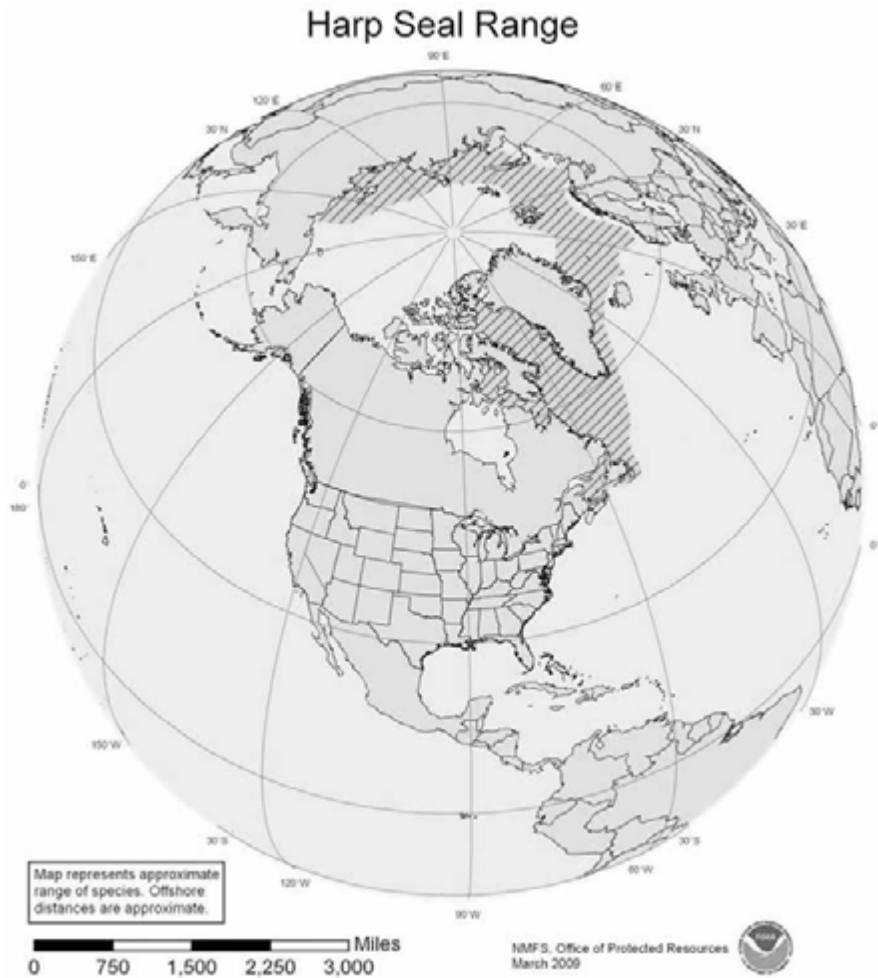 Harp Seal Range
90°E
120°E
60°E
30°N
30°N
150°E
30°E
0°
180°
0
0
30°W
150°W
30°S
30°S
120°W
60°W
90°W
Map represents approximate
range of species. Offshore
distances are approximate.
Miles
0 750 1,500 2,250 3,000
NMFS, Office of Protected Resources
March 2009